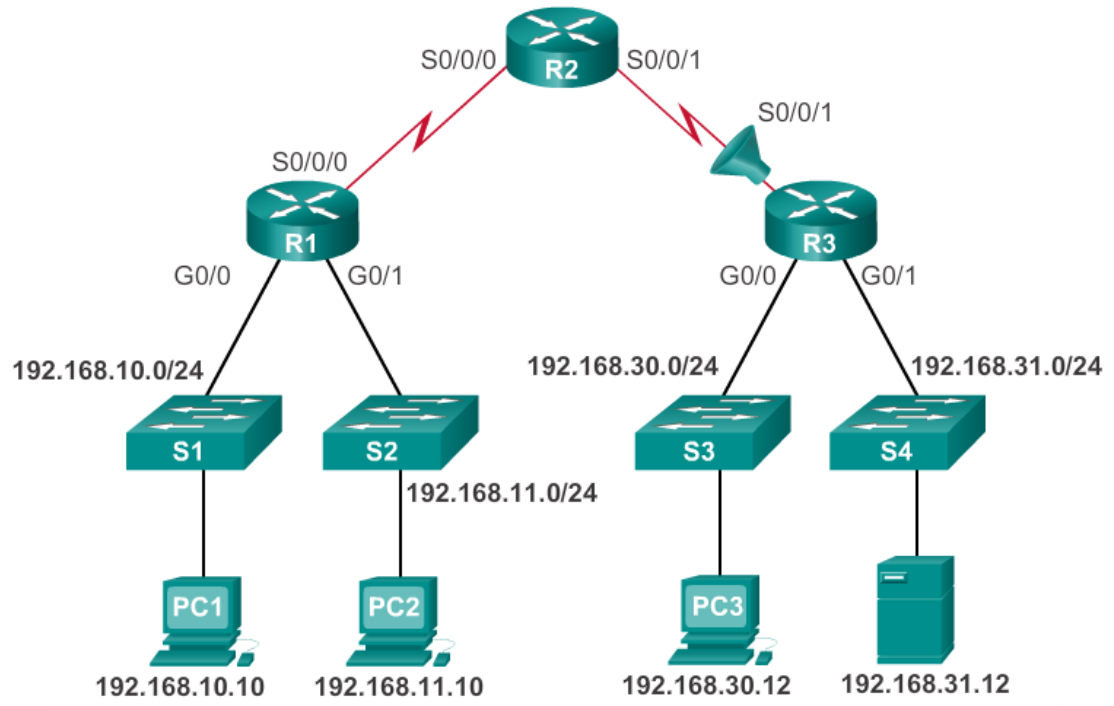 S0/0/0
R2
S0/0/1
S0/0/1
S0/0/0
R1
R3
G0/0
G0/1
G0/0
G0/1
192.168.10.0/24
192.168.30.0/24
192.168.31.0/24
S1
S2
S3
S4
192.168.11.0/24
PC1
PC2
PC3
192.168.10.10
192.168.11.10
192.168.30.12
192.168.31.12